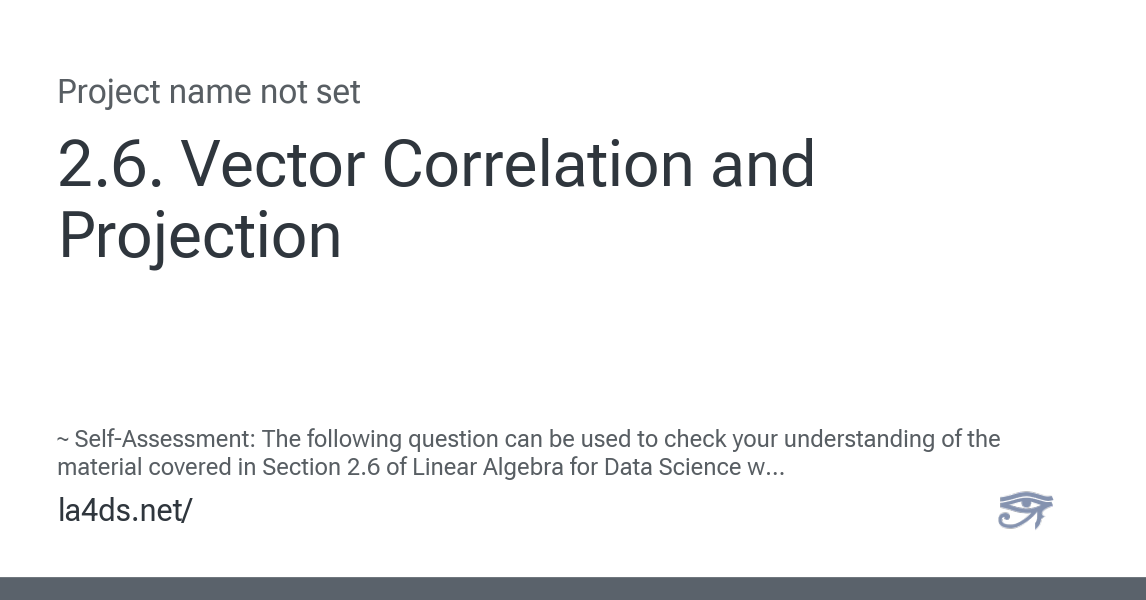 Project name not set
2.6. Vector Correlation and
Projection
~ Self-Assessment: The following question can be used to check your understanding of the
material covered in Section 2.6 of Linear Algebra for Data Science w...
la4ds.net/